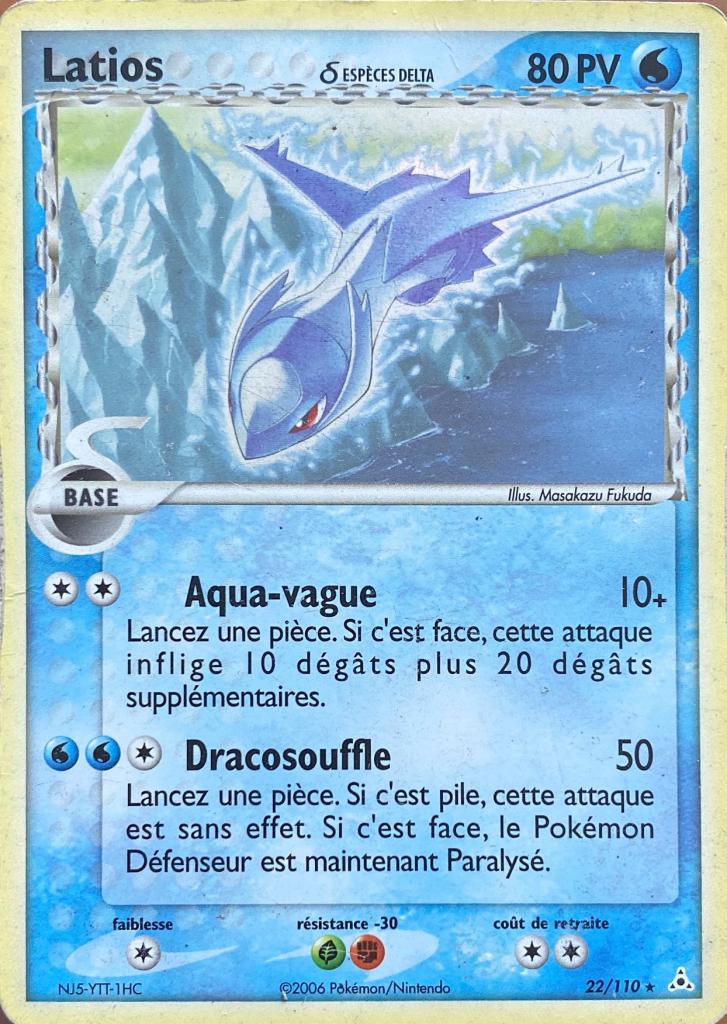 Latios
δ ESPÈCES DELTA
80 PV
BASE
Illus. Masakazu Fukuda
Aqua-vague 10+
Lancez une pièce. Si c'est face, cette attaque
inflige 10 dégâts plus 20 dégâts
supplémentaires.
Dracosouffle 50
Lancez une pièce. Si c'est pile, cette attaque
est sans effet. Si c'est face, le Pokémon
Défenseur est maintenant Paralysé.
faiblesse résistance -30 coût de retraite
NJ5-YTT-1HC ©2006 Pokémon/Nintendo 22/110 ★